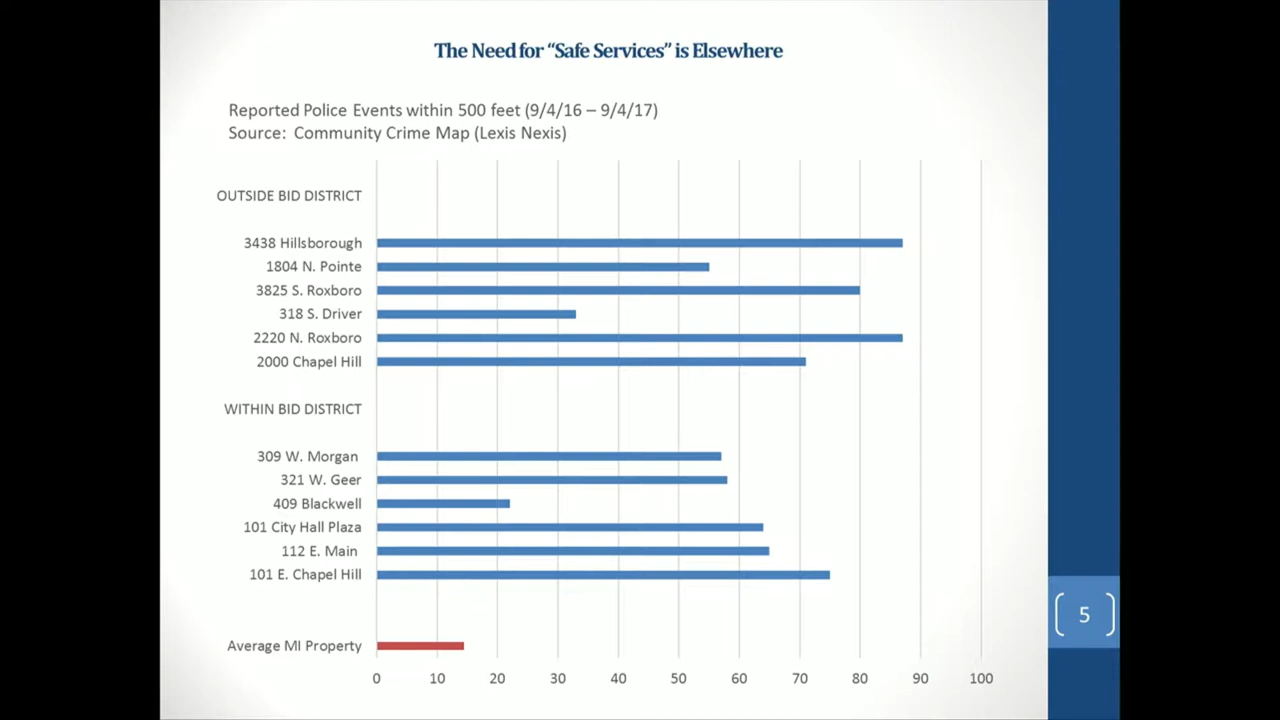 The Need for “Safe Services” is Elsewhere
Reported Police Events within 500 feet (9/4/16 – 9/4/17)
Source: Community Crime Map (Lexis Nexis)
OUTSIDE BID DISTRICT
3438 Hillsborough
1804 N. Pointe
3825 S. Roxboro
318 S. Driver
2220 N. Roxboro
2000 Chapel Hill
WITHIN BID DISTRICT
309 W. Morgan
321 W. Geer
409 Blackwell
101 City Hall Plaza
112 E. Main
101 E. Chapel Hill
Average MI Property
0 10 20 30 40 50 60 70 80 90 100
5